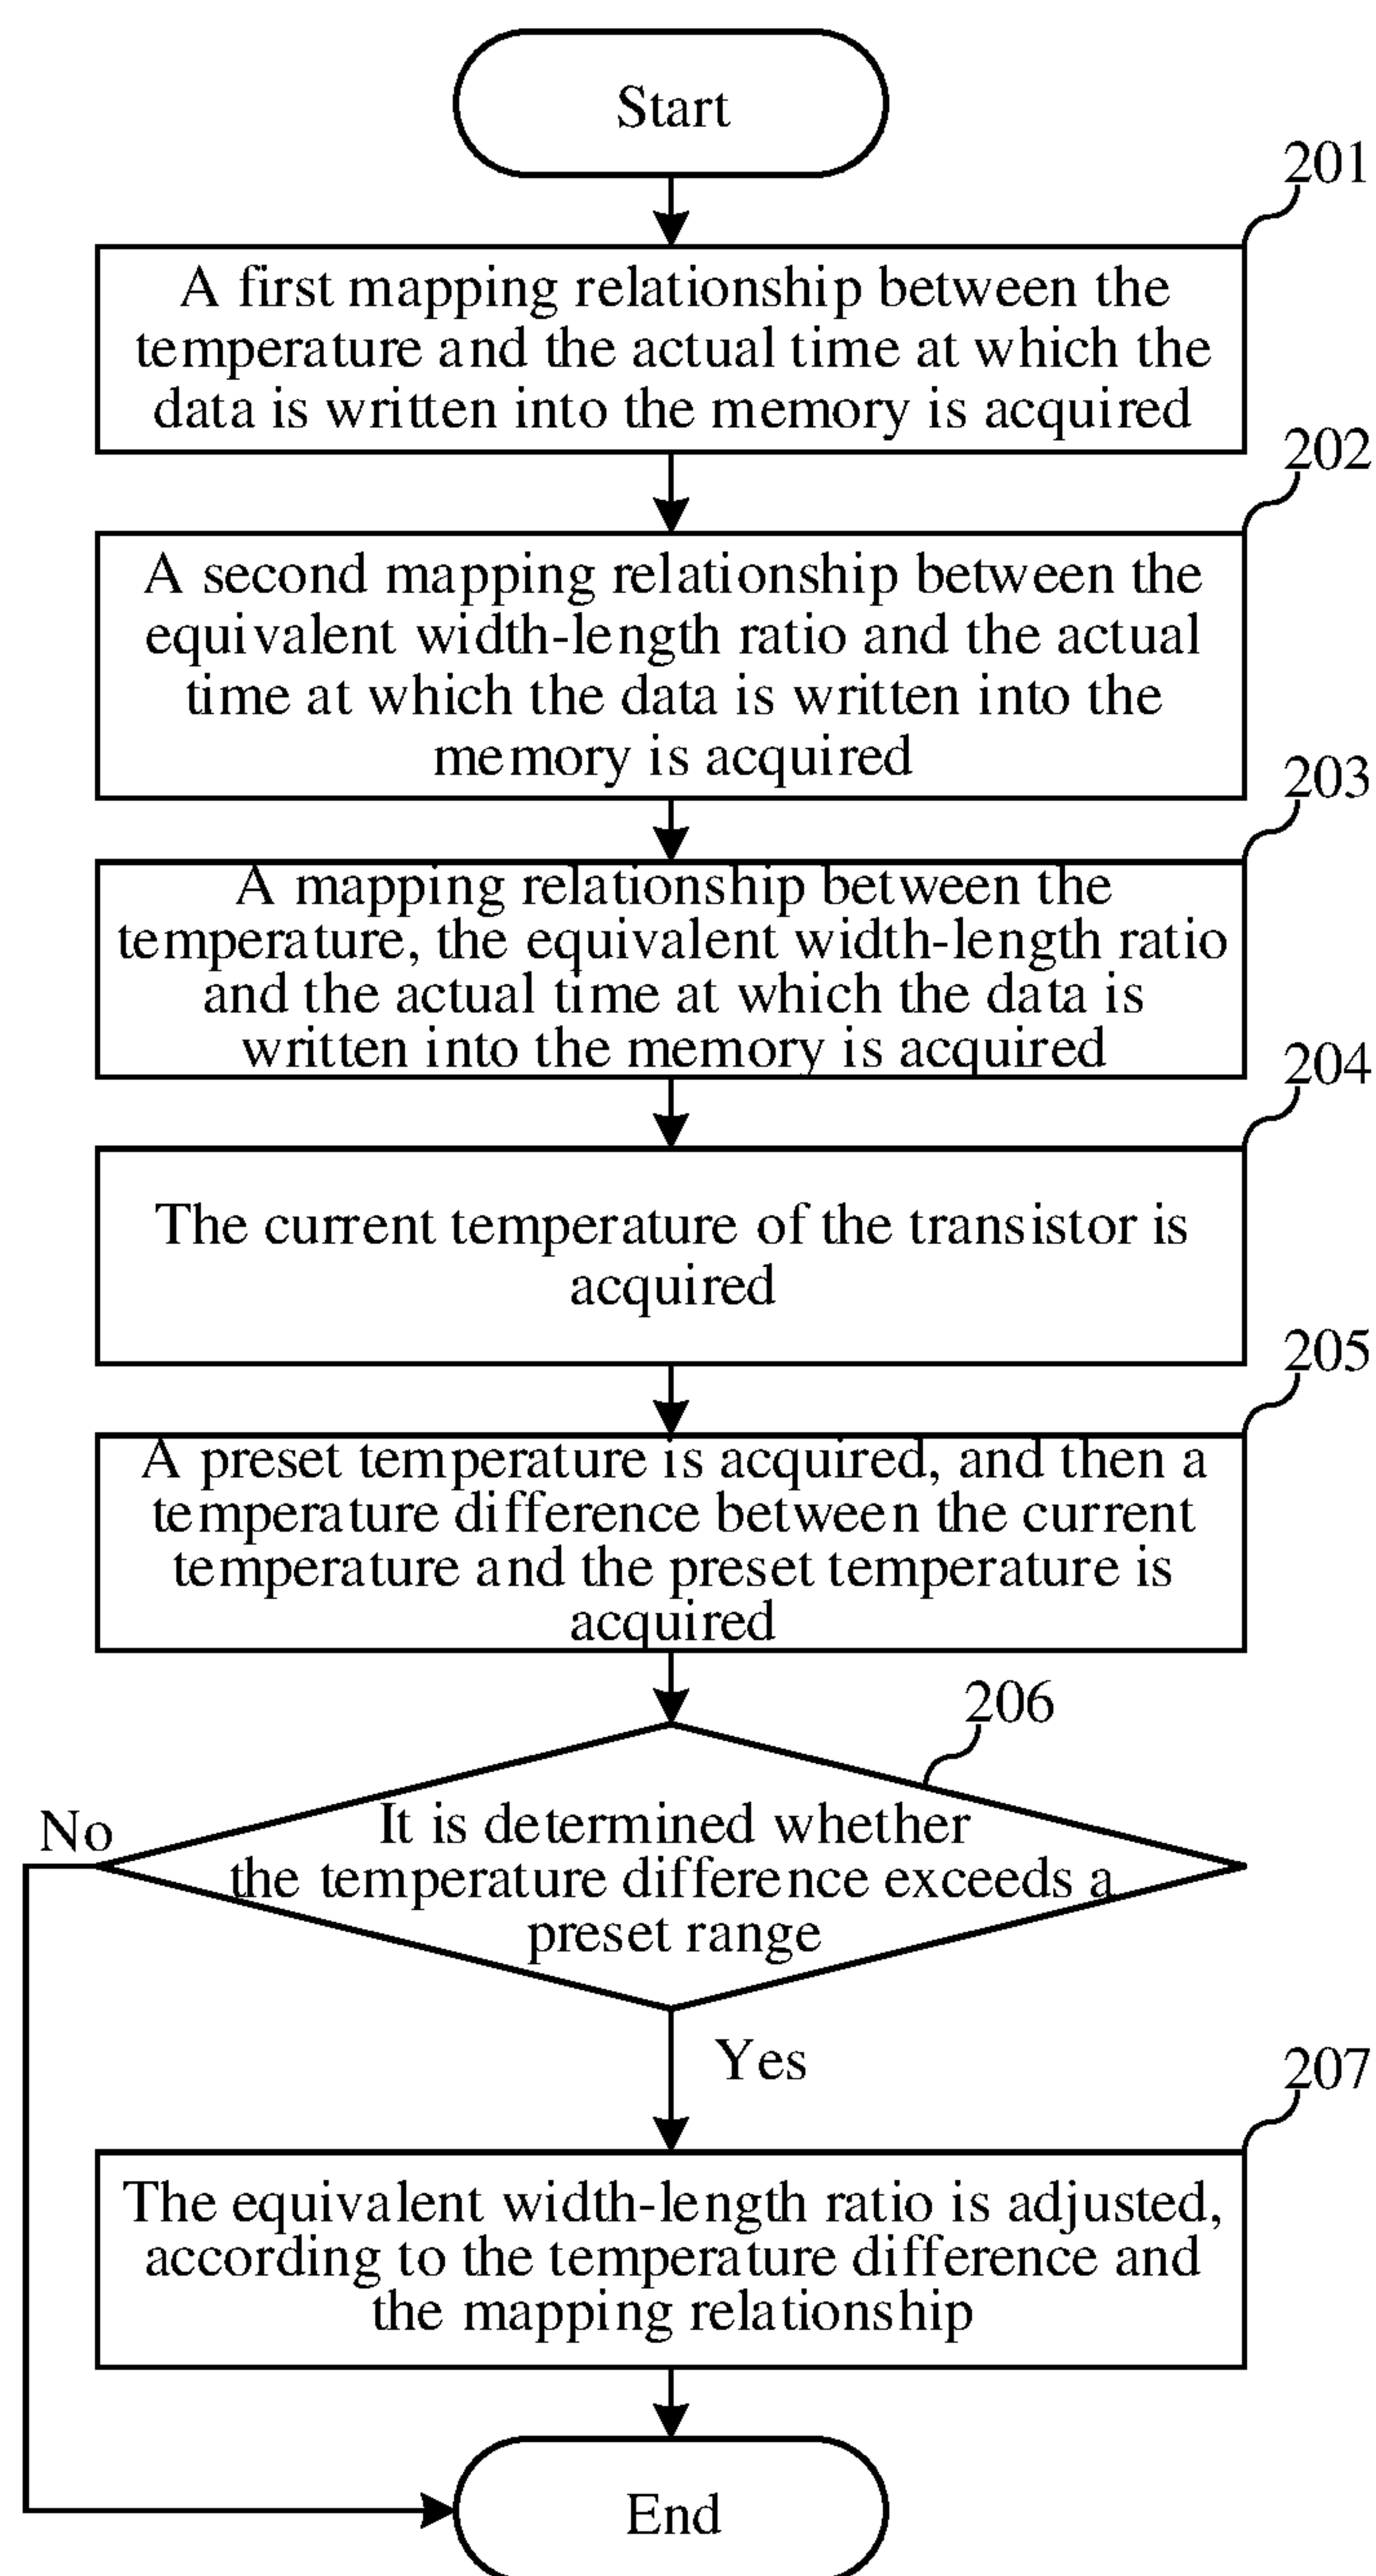 Start
201
A first mapping relationship between the
temperature and the actual time at which the
data is written into the memory is acquired
202
A second mapping relationship between the
equivalent width-length ratio and the actual
time at which the data is written into the
memory is acquired
203
A mapping relationship between the
temperature, the equivalent width-length ratio
and the actual time at which the data is
written into the memory is acquired
204
The current temperature of the transistor is
acquired
205
A preset temperature is acquired, and then a
temperature difference between the current
temperature and the preset temperature is
acquired
206
No
It is determined whether
the temperature difference exceeds a
preset range
Yes
207
The equivalent width-length ratio is adjusted,
according to the temperature difference and
the mapping relationship
End